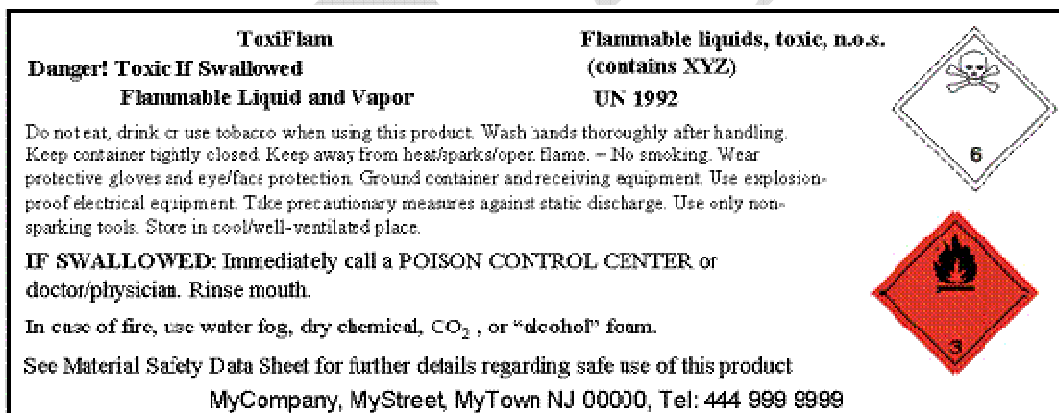 ToxiFlam
Flammable liquids, toxic, n.o.s.
Danger! Toxic If Swallowed
(contains XYZ)
Flammable Liquid and Vapor
UN 1992
Do not eat, drink or use tobacco when using this product. Wash hands thoroughly after handling.
Keep container tightly closed. Keep away from heat/sparks/open flame. – No smoking. Wear
protective gloves and eye/face protection. Ground container and receiving equipment. Use explosion-
proof electrical equipment. Take precautionary measures against static discharge. Use only non-
sparking tools. Store in cool/well-ventilated place.
6
IF SWALLOWED: Immediately call a POISON CONTROL CENTER or
doctor/physician. Rinse mouth.
In case of fire, use water fog, dry chemical, CO₂ , or “alcohol” foam.
3
See Material Safety Data Sheet for further details regarding safe use of this product
MyCompany, MyStreet, MyTown NJ 00000, Tel: 444 999 9999